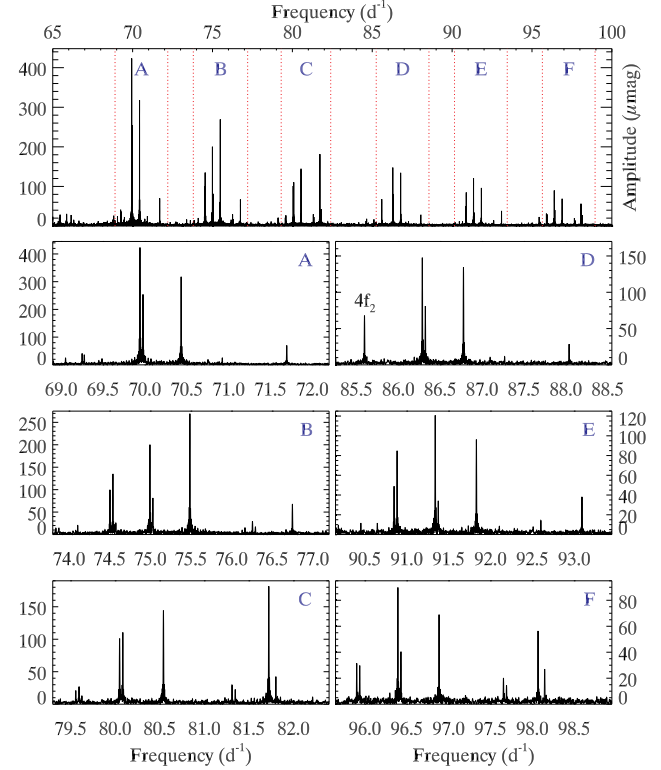 Frequency (d⁻¹)
65 70 75 80 85 90 95 100
Amplitude (μmag)
400
300
200
100
0
A B C D E F
400
300
200
100
0
A
69.0 69.5 70.0 70.5 71.0 71.5 72.0
D
4f₂
150
100
50
0
85.5 86.0 86.5 87.0 87.5 88.0 88.5
250
200
150
100
50
0
B
74.0 74.5 75.0 75.5 76.0 76.5 77.0
E
120
100
80
60
40
20
0
90.5 91.0 91.5 92.0 92.5 93.0
150
100
50
0
C
79.5 80.0 80.5 81.0 81.5 82.0
Frequency (d⁻¹)
F
80
60
40
20
0
96.0 96.5 97.0 97.5 98.0 98.5
Frequency (d⁻¹)